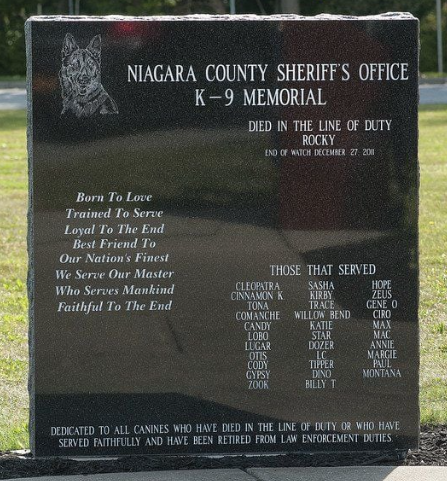 NIAGARA COUNTY SHERIFF'S OFFICE
K-9 MEMORIAL
DIED IN THE LINE OF DUTY
ROCKY
END OF WATCH DECEMBER 27 2011
Born To Love
Trained To Serve
Loyal To The End
Best Friend To
Our Nation's Finest
We Serve Our Master
Who Serves Mankind
Faithful To The End
THOSE THAT SERVED
CLEOPATRA SASHA HOPE
CINNAMON K KIRBY ZEUS
TONA TRACE GENE O
COMANCHE WILLOW BEND CIRO
CANDY KATIE MAX
LOBO STAR MAC
LUGAR DOZER ANNIE
OTIS LC MARGIE
CODY TIPPER PAUL
GYPSY DINO MONTANA
ZOOK BILLY T
DEDICATED TO ALL CANINES WHO HAVE DIED IN THE LINE OF DUTY OR WHO HAVE
SERVED FAITHFULLY AND HAVE BEEN RETIRED FROM LAW ENFORCEMENT DUTIES